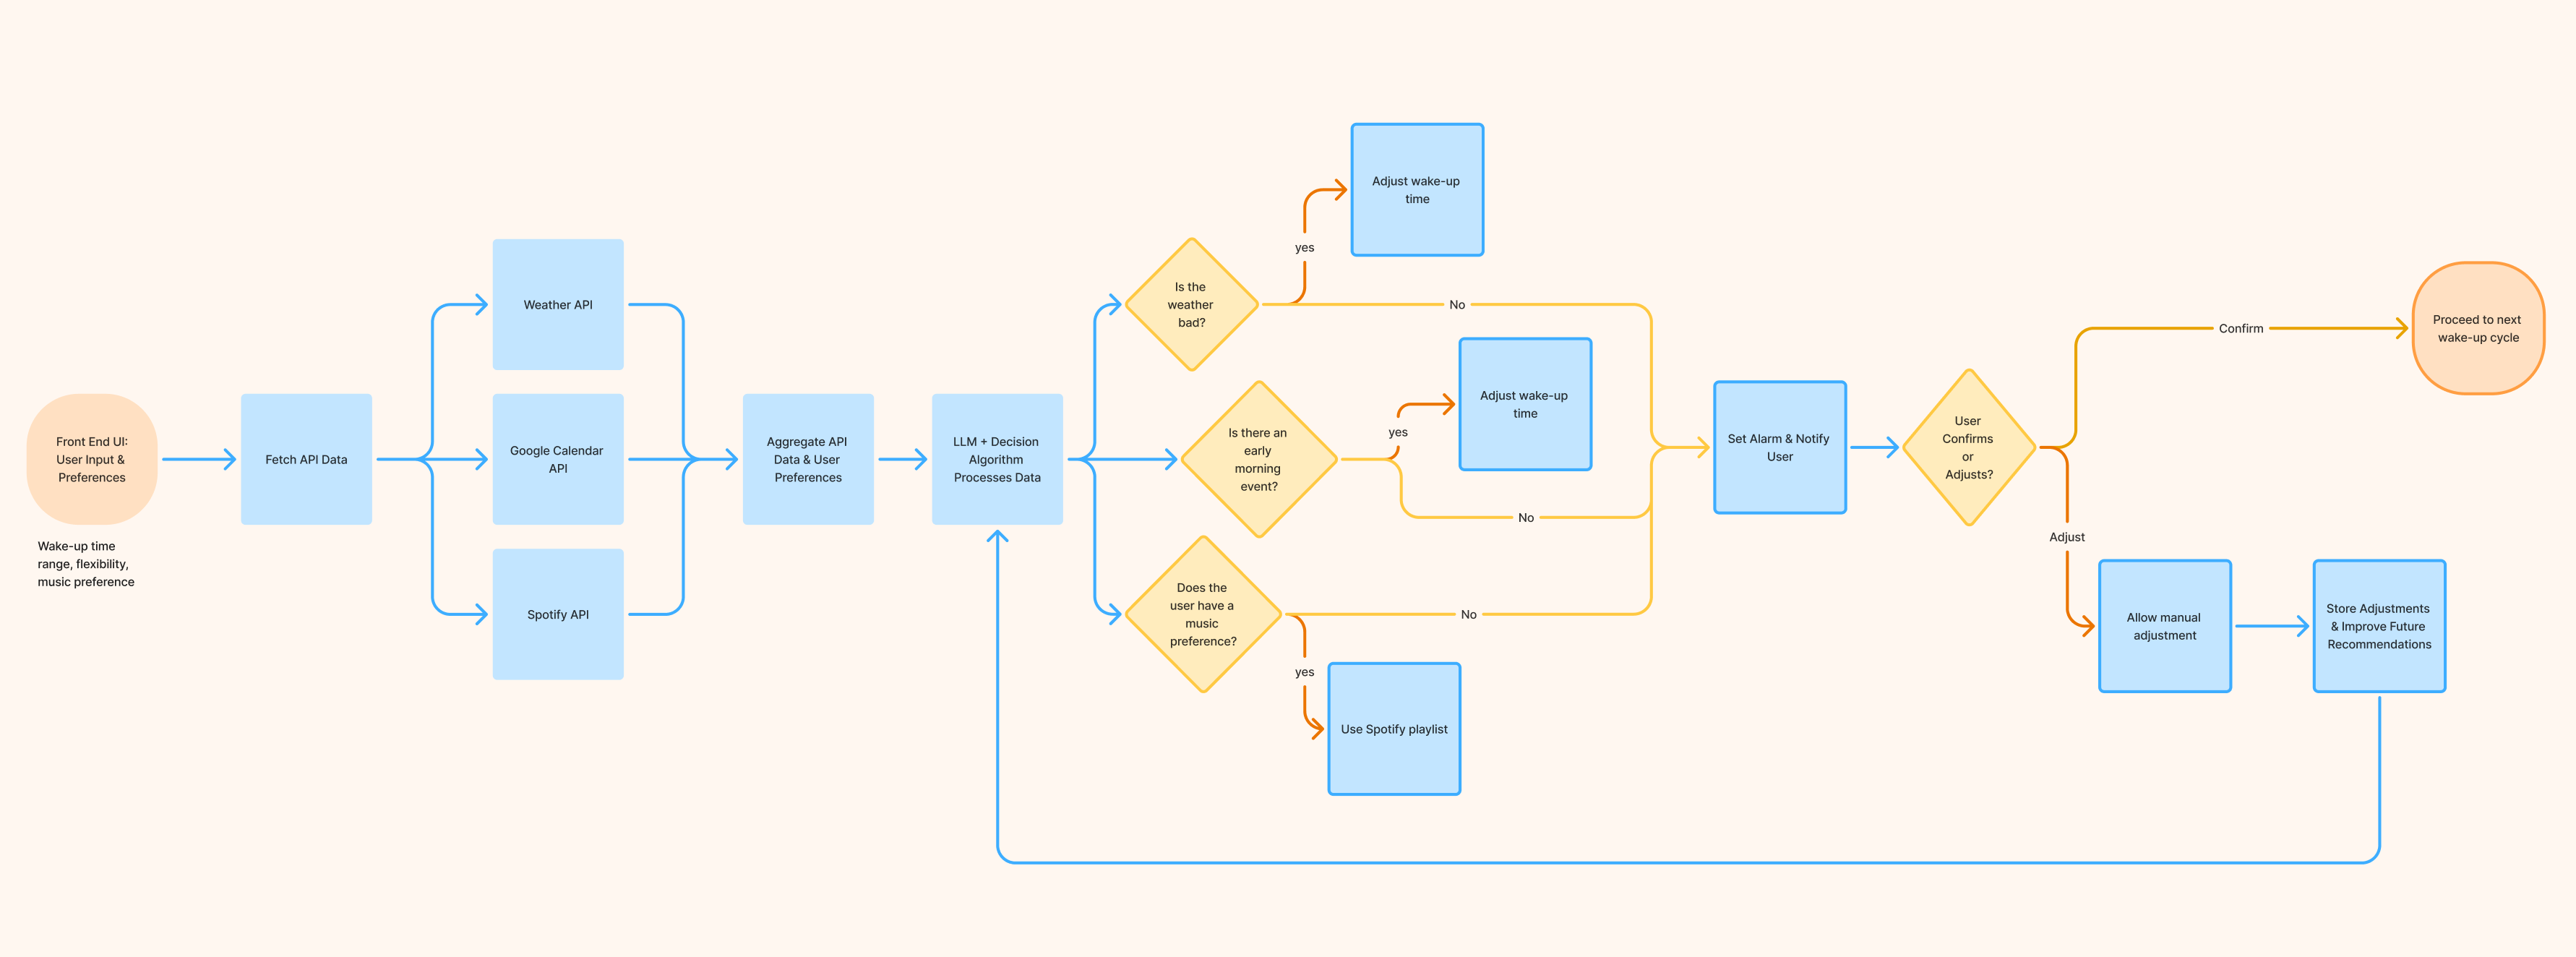 Front End UI:
User Input &
Preferences
Wake-up time
range, flexibility,
music preference
Fetch API Data
Weather API
Google Calendar
API
Spotify API
Aggregate API
Data & User
Preferences
LLM + Decision
Algorithm
Processes Data
Is the
weather
bad?
yes
Adjust wake-up
time
No
Is there an
early
morning
event?
yes
Adjust wake-up
time
No
Does the
user have a
music
preference?
No
yes
Use Spotify playlist
Set Alarm & Notify
User
User
Confirms
or
Adjusts?
Confirm
Proceed to next
wake-up cycle
Adjust
Allow manual
adjustment
Store Adjustments
& Improve Future
Recommendations